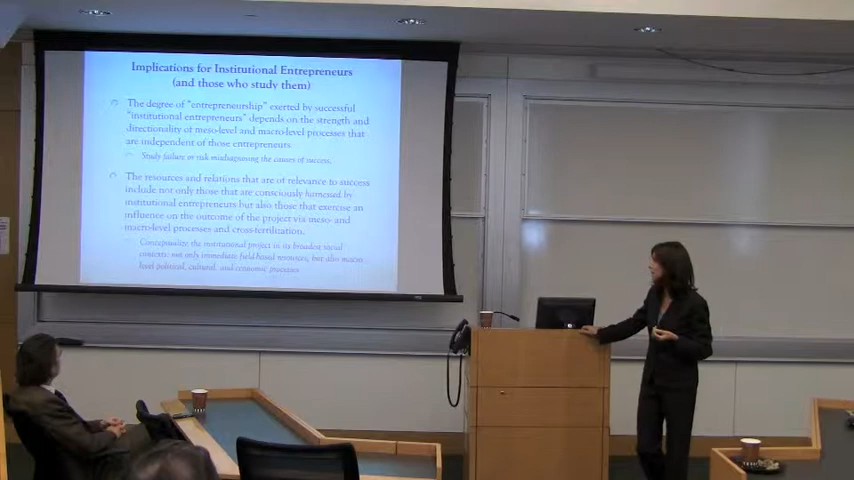 Implications for Institutional Entrepreneurs
(and those who study them)
The degree of "entrepreneurship" exerted by successful
"institutional entrepreneurs" depends on the strength and
directionality of meso-level and macro-level processes that
are independent of those entrepreneurs
Study failure or risk misdiagnosing the causes of success.
The resources and relations that are of relevance to success
include not only those that are consciously harnessed by
institutional entrepreneurs but also those that exercise an
influence on the outcome of the project via meso- and
macro-level processes and cross-fertilization.
Conceptualize the institutional project in its broadest social
contexts: not only immediate field-based resources, but also macro
level political, cultural, and economic processes